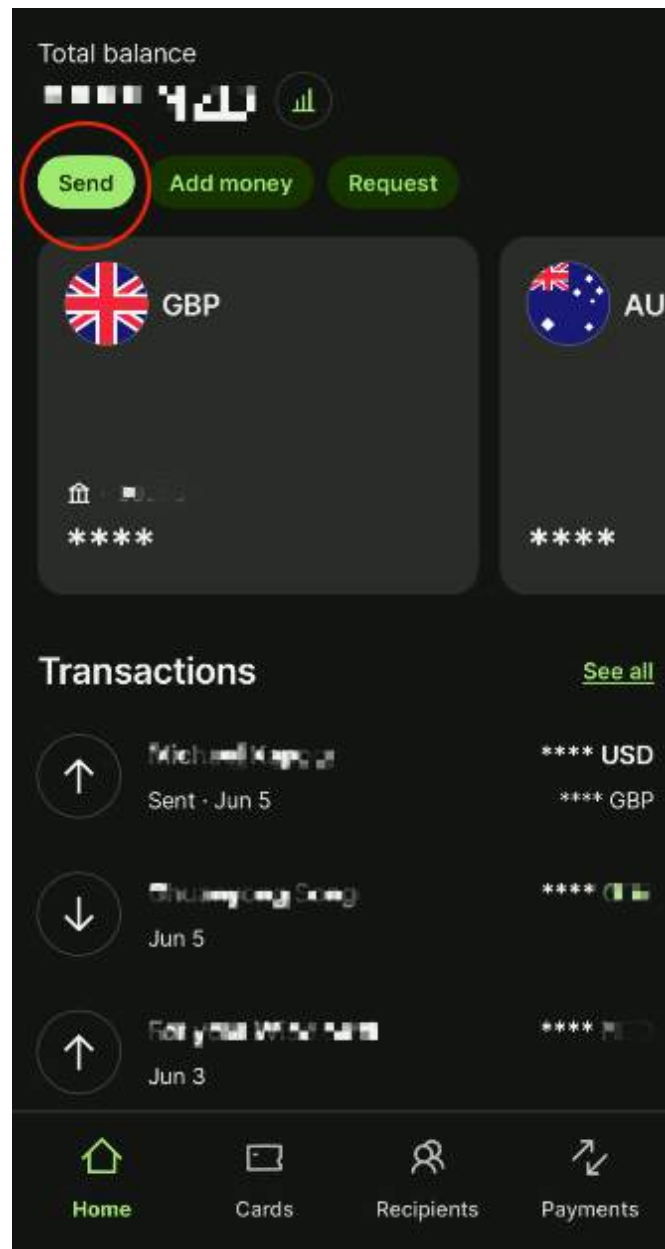 Total balance
Send Add money Request
GBP AU
**** ****
Transactions See all
**** USD
Sent · Jun 5 **** GBP
****
Jun 5
****
Jun 3
Home Cards Recipients Payments